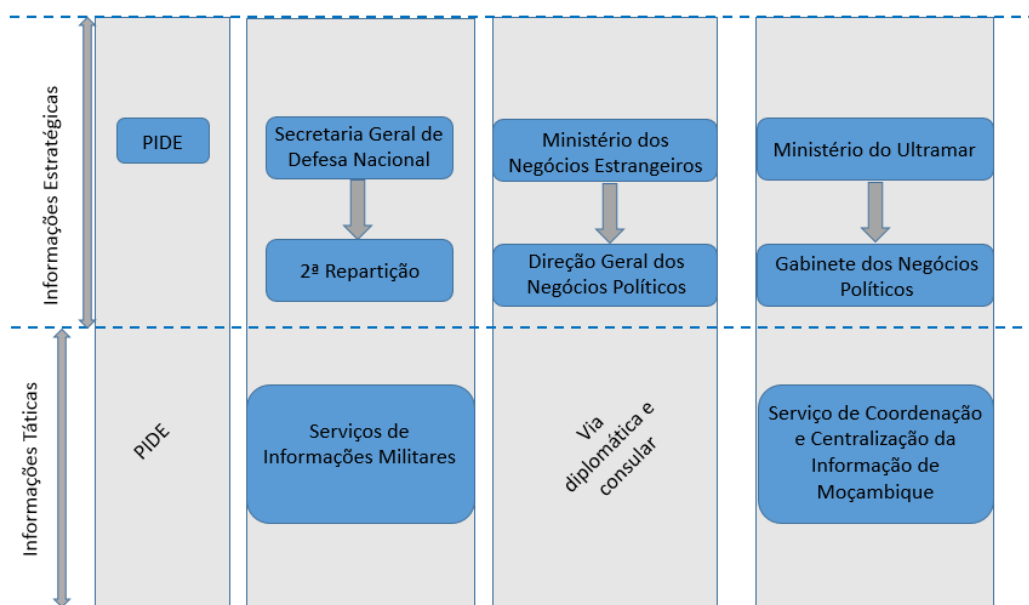 Informações Estratégicas
PIDE
Secretaria Geral de
Defesa Nacional
Ministério dos
Negócios Estrangeiros
Ministério do Ultramar
2ª Repartição
Direção Geral dos
Negócios Políticos
Gabinete dos Negócios
Políticos
Informações Táticas
PIDE
Serviços de
Informações Militares
Via
diplomática e
consular
Serviço de Coordenação
e Centralização da
Informação de
Moçambique